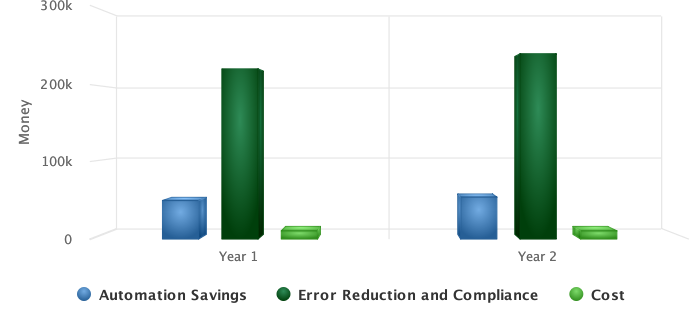 300k
200k
Money
100k
0
Year 1 Year 2
Automation Savings Error Reduction and Compliance Cost